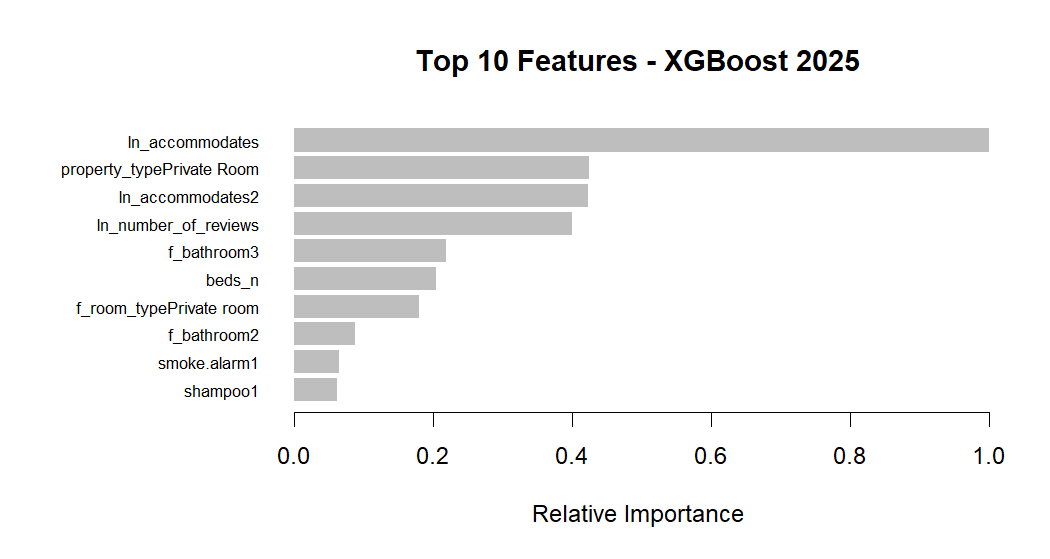 Top 10 Features - XGBoost 2025
ln_accommodates
property_typePrivate Room
ln_accommodates2
ln_number_of_reviews
f_bathroom3
beds_n
f_room_typePrivate room
f_bathroom2
smoke.alarm1
shampoo1
0.0 0.2 0.4 0.6 0.8 1.0
Relative Importance